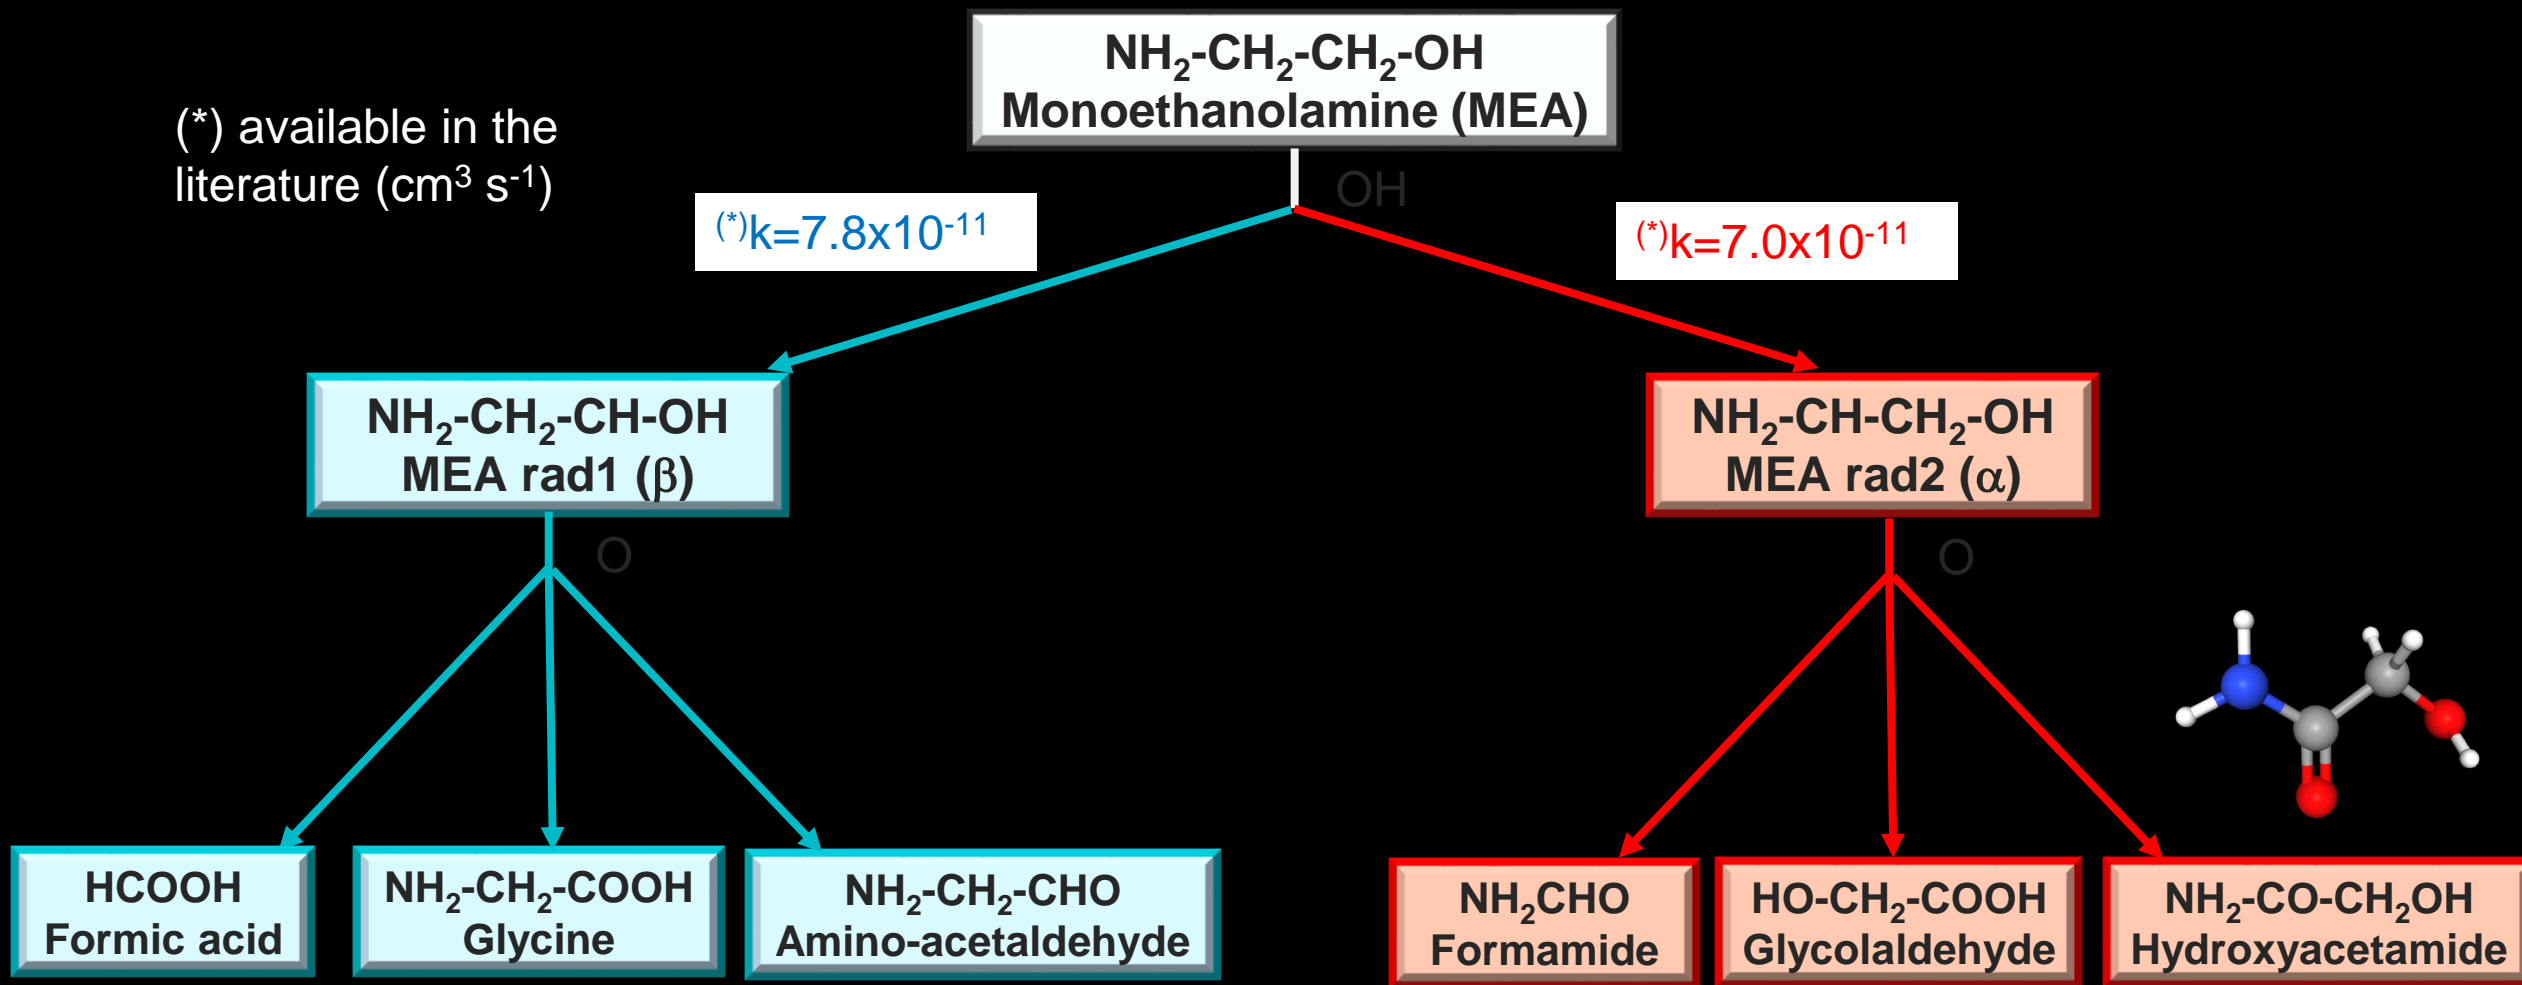 NH₂-CH₂-CH₂-OH
Monoethanolamine (MEA)
(*) available in the
literature (cm³ s⁻¹)
OH
(*)k=7.8x10⁻¹¹
(*)k=7.0x10⁻¹¹
NH₂-CH₂-CH-OH
MEA rad1 (β)
NH₂-CH-CH₂-OH
MEA rad2 (α)
O
O
HCOOH
Formic acid
NH₂-CH₂-COOH
Glycine
NH₂-CH₂-CHO
Amino-acetaldehyde
NH₂CHO
Formamide
HO-CH₂-COOH
Glycolaldehyde
NH₂-CO-CH₂OH
Hydroxyacetamide